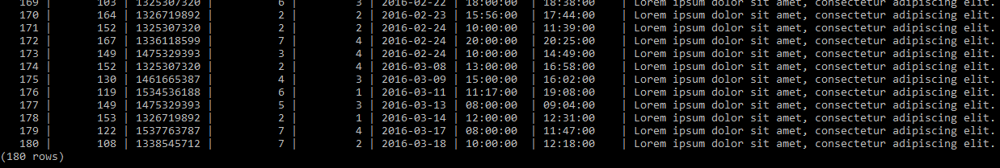 169 | 103 | 1325307320 | 6 | 3 | 2016-02-22 | 18:00:00 | 18:38:00 | Lorem ipsum dolor sit amet, consectetur adipiscing elit.
170 | 164 | 1326719892 | 2 | 2 | 2016-02-23 | 15:56:00 | 17:44:00 | Lorem ipsum dolor sit amet, consectetur adipiscing elit.
171 | 152 | 1325307320 | 2 | 2 | 2016-02-24 | 10:00:00 | 11:39:00 | Lorem ipsum dolor sit amet, consectetur adipiscing elit.
172 | 167 | 1336118599 | 7 | 4 | 2016-02-24 | 20:00:00 | 20:25:00 | Lorem ipsum dolor sit amet, consectetur adipiscing elit.
173 | 149 | 1475329393 | 3 | 4 | 2016-02-24 | 10:00:00 | 14:49:00 | Lorem ipsum dolor sit amet, consectetur adipiscing elit.
174 | 152 | 1325307320 | 2 | 4 | 2016-03-08 | 13:00:00 | 16:58:00 | Lorem ipsum dolor sit amet, consectetur adipiscing elit.
175 | 130 | 1461665387 | 4 | 3 | 2016-03-09 | 15:00:00 | 16:02:00 | Lorem ipsum dolor sit amet, consectetur adipiscing elit.
176 | 119 | 1534536188 | 6 | 1 | 2016-03-11 | 11:17:00 | 19:08:00 | Lorem ipsum dolor sit amet, consectetur adipiscing elit.
177 | 149 | 1475329393 | 5 | 3 | 2016-03-13 | 08:00:00 | 09:04:00 | Lorem ipsum dolor sit amet, consectetur adipiscing elit.
178 | 153 | 1326719892 | 2 | 1 | 2016-03-14 | 12:00:00 | 12:31:00 | Lorem ipsum dolor sit amet, consectetur adipiscing elit.
179 | 122 | 1537763787 | 7 | 4 | 2016-03-17 | 08:00:00 | 11:47:00 | Lorem ipsum dolor sit amet, consectetur adipiscing elit.
180 | 108 | 1338545712 | 7 | 2 | 2016-03-18 | 10:00:00 | 12:18:00 | Lorem ipsum dolor sit amet, consectetur adipiscing elit.
(180 rows)